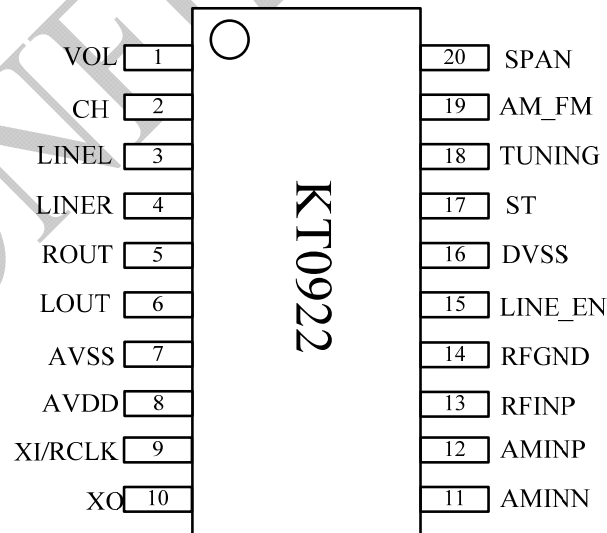 VOL 1
CH 2
LINEL 3
LINER 4
ROUT 5
LOUT 6
AVSS 7
AVDD 8
XI/RCLK 9
XO 10
KT0922
20 SPAN
19 AM_FM
18 TUNING
17 ST
16 DVSS
15 LINE_EN
14 RFGND
13 RFINP
12 AMINP
11 AMINN